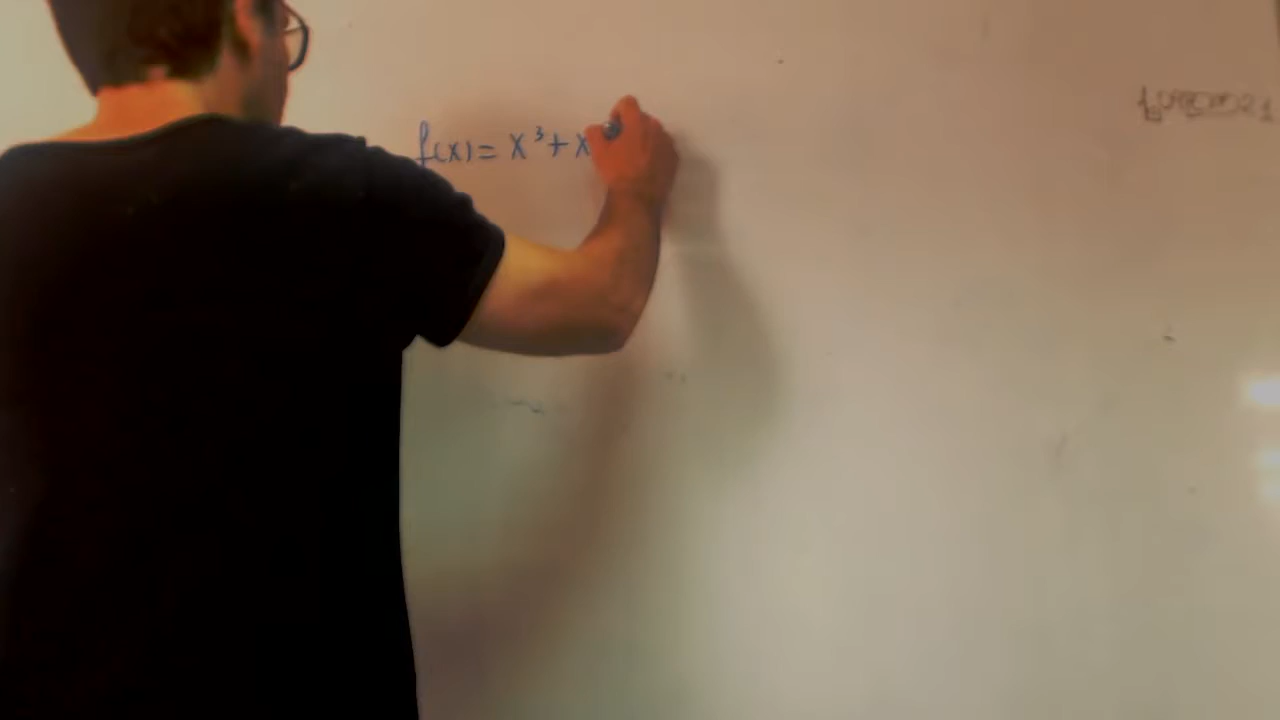 f(x) = x³ + x